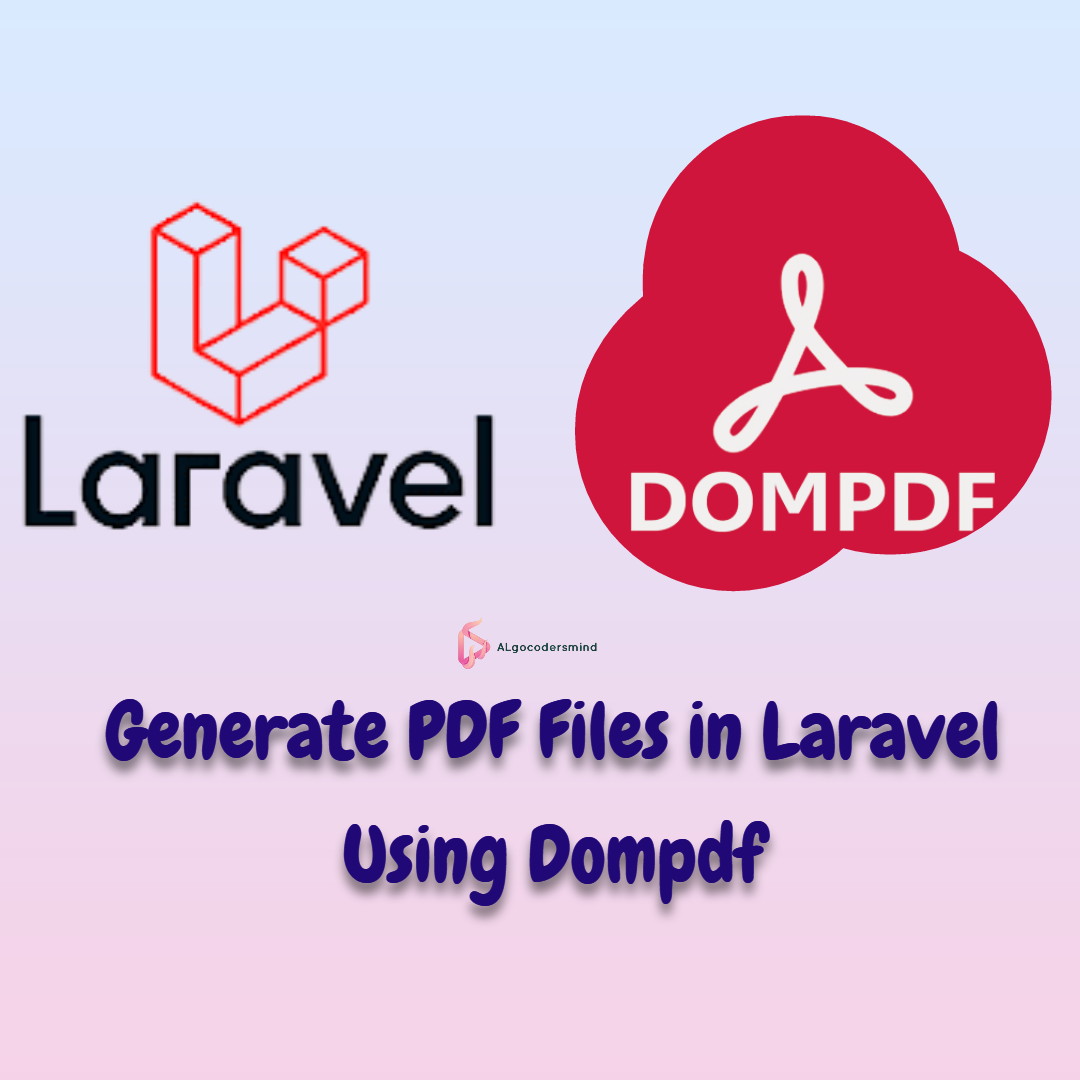 Laravel
DOMPDF
ALgocodersmind
Generate PDF Files in Laravel
Using Dompdf